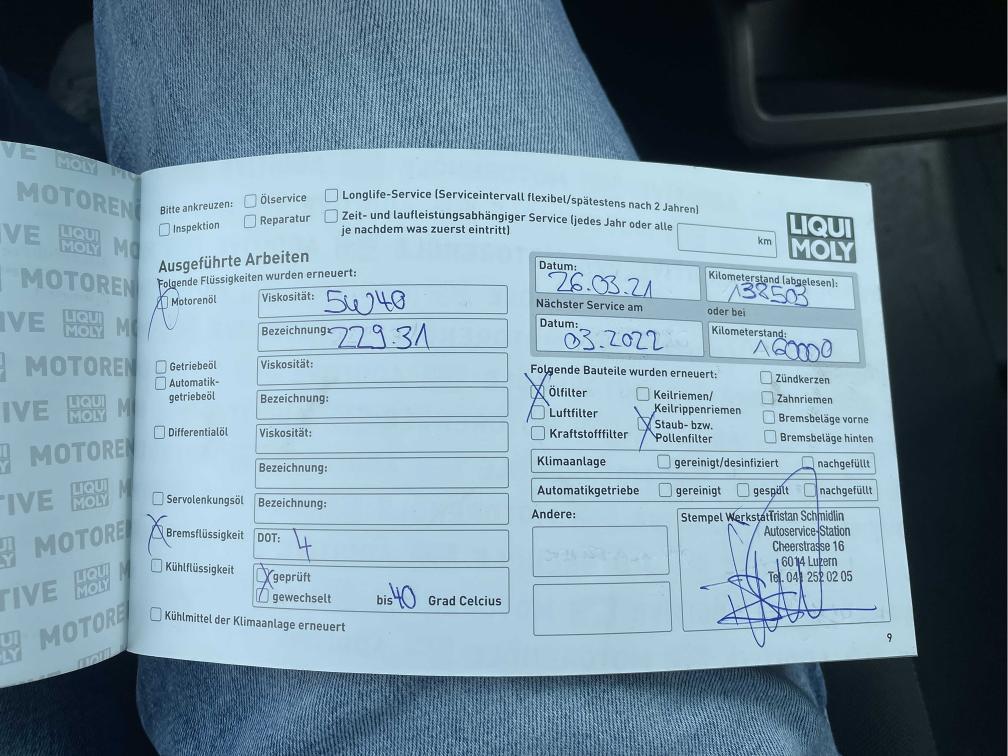 MOTORENÖ
Bitte ankreuzen: Ölservice Longlife-Service (Serviceintervall flexibel/spätestens nach 2 Jahren)
Inspektion Reparatur Zeit- und laufleistungsabhängiger Service (jedes Jahr oder alle
je nachdem was zuerst eintritt) km
LIQUI
MOLY
Ausgeführte Arbeiten
Folgende Flüssigkeiten wurden erneuert:
Motorenöl Viskosität: 5W40
Bezeichnung: 229.31
Getriebeöl Viskosität:
Automatik-
getriebeöl Bezeichnung:
Differentialöl Viskosität:
Bezeichnung:
Servolenkungsöl Bezeichnung:
Bremsflüssigkeit DOT: 4
Kühlflüssigkeit geprüft
gewechselt bis 40 Grad Celcius
Kühlmittel der Klimaanlage erneuert
Datum: 26.03.21 Kilometerstand (abgelesen): 138503
Nächster Service am oder bei
Datum: 03.2022 Kilometerstand: 160000
Folgende Bauteile wurden erneuert:
Ölfilter Keilriemen/
Keilrippenriemen Zündkerzen
Luftfilter Staub- bzw.
Pollenfilter Zahnriemen
Kraftstofffilter Bremsbeläge vorne
Bremsbeläge hinten
Klimaanlage gereinigt/desinfiziert nachgefüllt
Automatikgetriebe gereinigt gespült nachgefüllt
Andere: Stempel Werkstatt
Tristan Schmidlin
Autoservice-Station
Cheerstrasse 16
6014 Luzern
Tel. 041 252 02 05
9